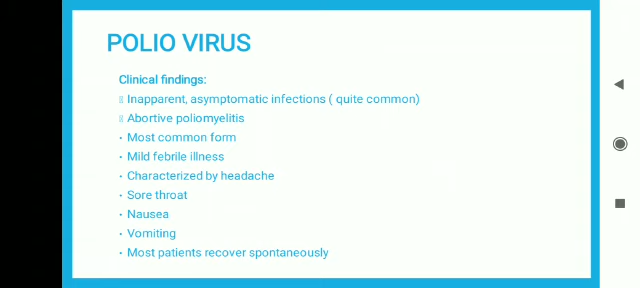 POLIO VIRUS
Clinical findings:
Inapparent, asymptomatic infections ( quite common)
Abortive poliomyelitis
• Most common form
• Mild febrile illness
• Characterized by headache
• Sore throat
• Nausea
• Vomiting
• Most patients recover spontaneously